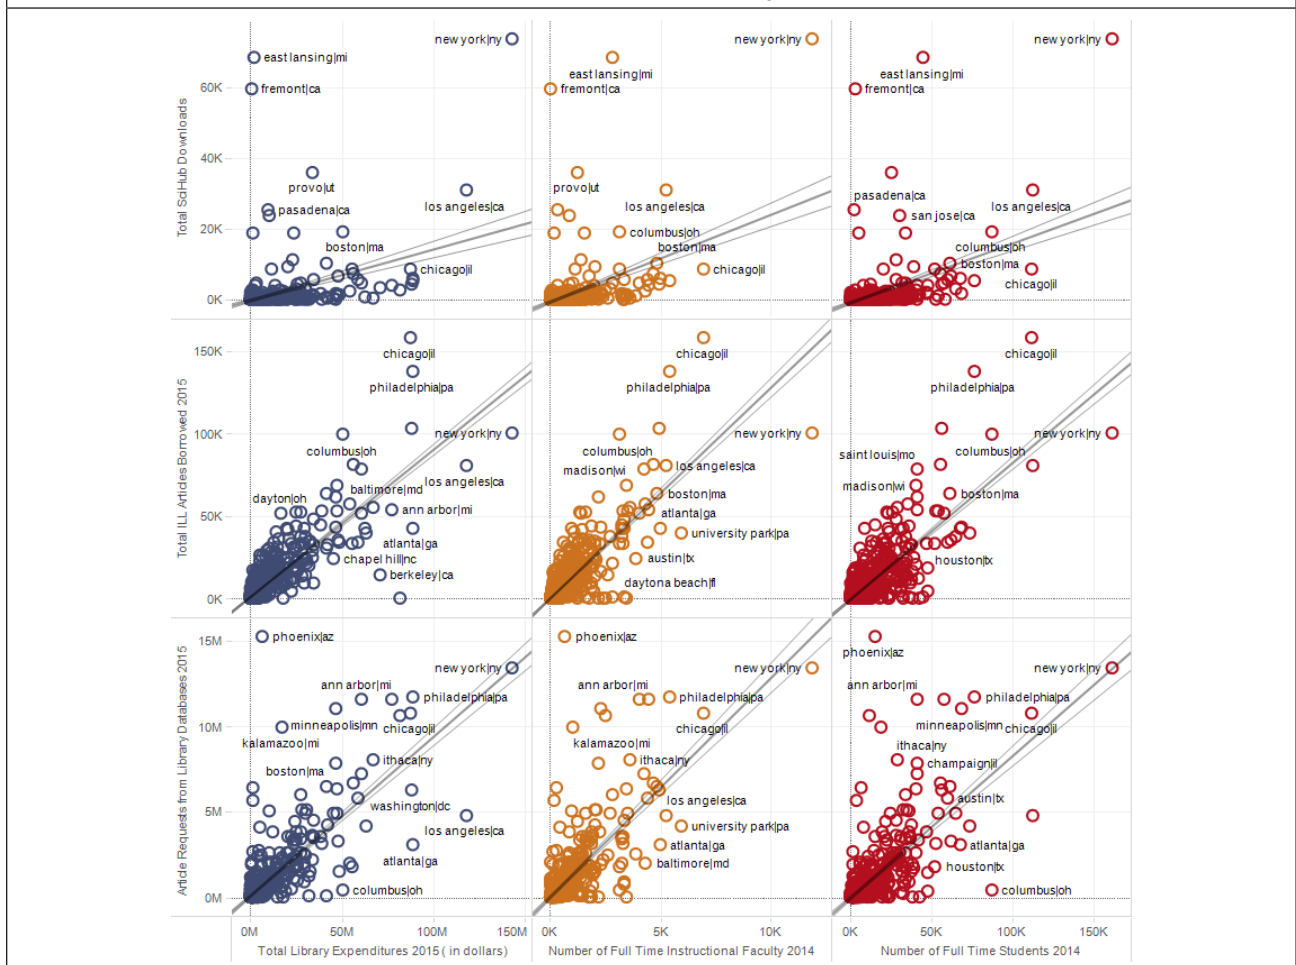 new york|ny
east lansing|mi
fremont|ca
provo|ut
pasadena|ca
los angeles|ca
boston|ma
chicago|il
60K
40K
20K
0K
Total SciHub Downloads
new york|ny
east lansing|mi
fremont|ca
provo|ut
los angeles|ca
columbus|oh
boston|ma
chicago|il
new york|ny
east lansing|mi
fremont|ca
pasadena|ca
san jose|ca
los angeles|ca
columbus|oh
boston|ma
chicago|il
150K
100K
50K
0K
Total ILL Articles Borrowed 2015
chicago|il
philadelphia|pa
new york|ny
columbus|oh
los angeles|ca
baltimore|md
dayton|oh
ann arbor|mi
atlanta|ga
chapel hill|nc
berkeley|ca
chicago|il
philadelphia|pa
new york|ny
columbus|oh
madison|wi
los angeles|ca
boston|ma
atlanta|ga
university park|pa
austin|tx
daytona beach|fl
chicago|il
philadelphia|pa
new york|ny
saint louis|mo
columbus|oh
madison|wi
boston|ma
houston|tx
15M
10M
5M
0M
Article Requests from Library Databases 2015
phoenix|az
new york|ny
ann arbor|mi
philadelphia|pa
minneapolis|mn
chicago|il
kalamazoo|mi
ithaca|ny
boston|ma
washington|dc
los angeles|ca
atlanta|ga
columbus|oh
phoenix|az
new york|ny
ann arbor|mi
philadelphia|pa
chicago|il
kalamazoo|mi
ithaca|ny
los angeles|ca
university park|pa
atlanta|ga
baltimore|md
phoenix|az
new york|ny
ann arbor|mi
philadelphia|pa
minneapolis|mn
chicago|il
ithaca|ny
champaign|il
austin|tx
atlanta|ga
houston|tx
columbus|oh
0M 50M 100M 150M
Total Library Expenditures 2015 ( in dollars)
0K 5K 10K
Number of Full Time Instructional Faculty 2014
0K 50K 100K 150K
Number of Full Time Students 2014